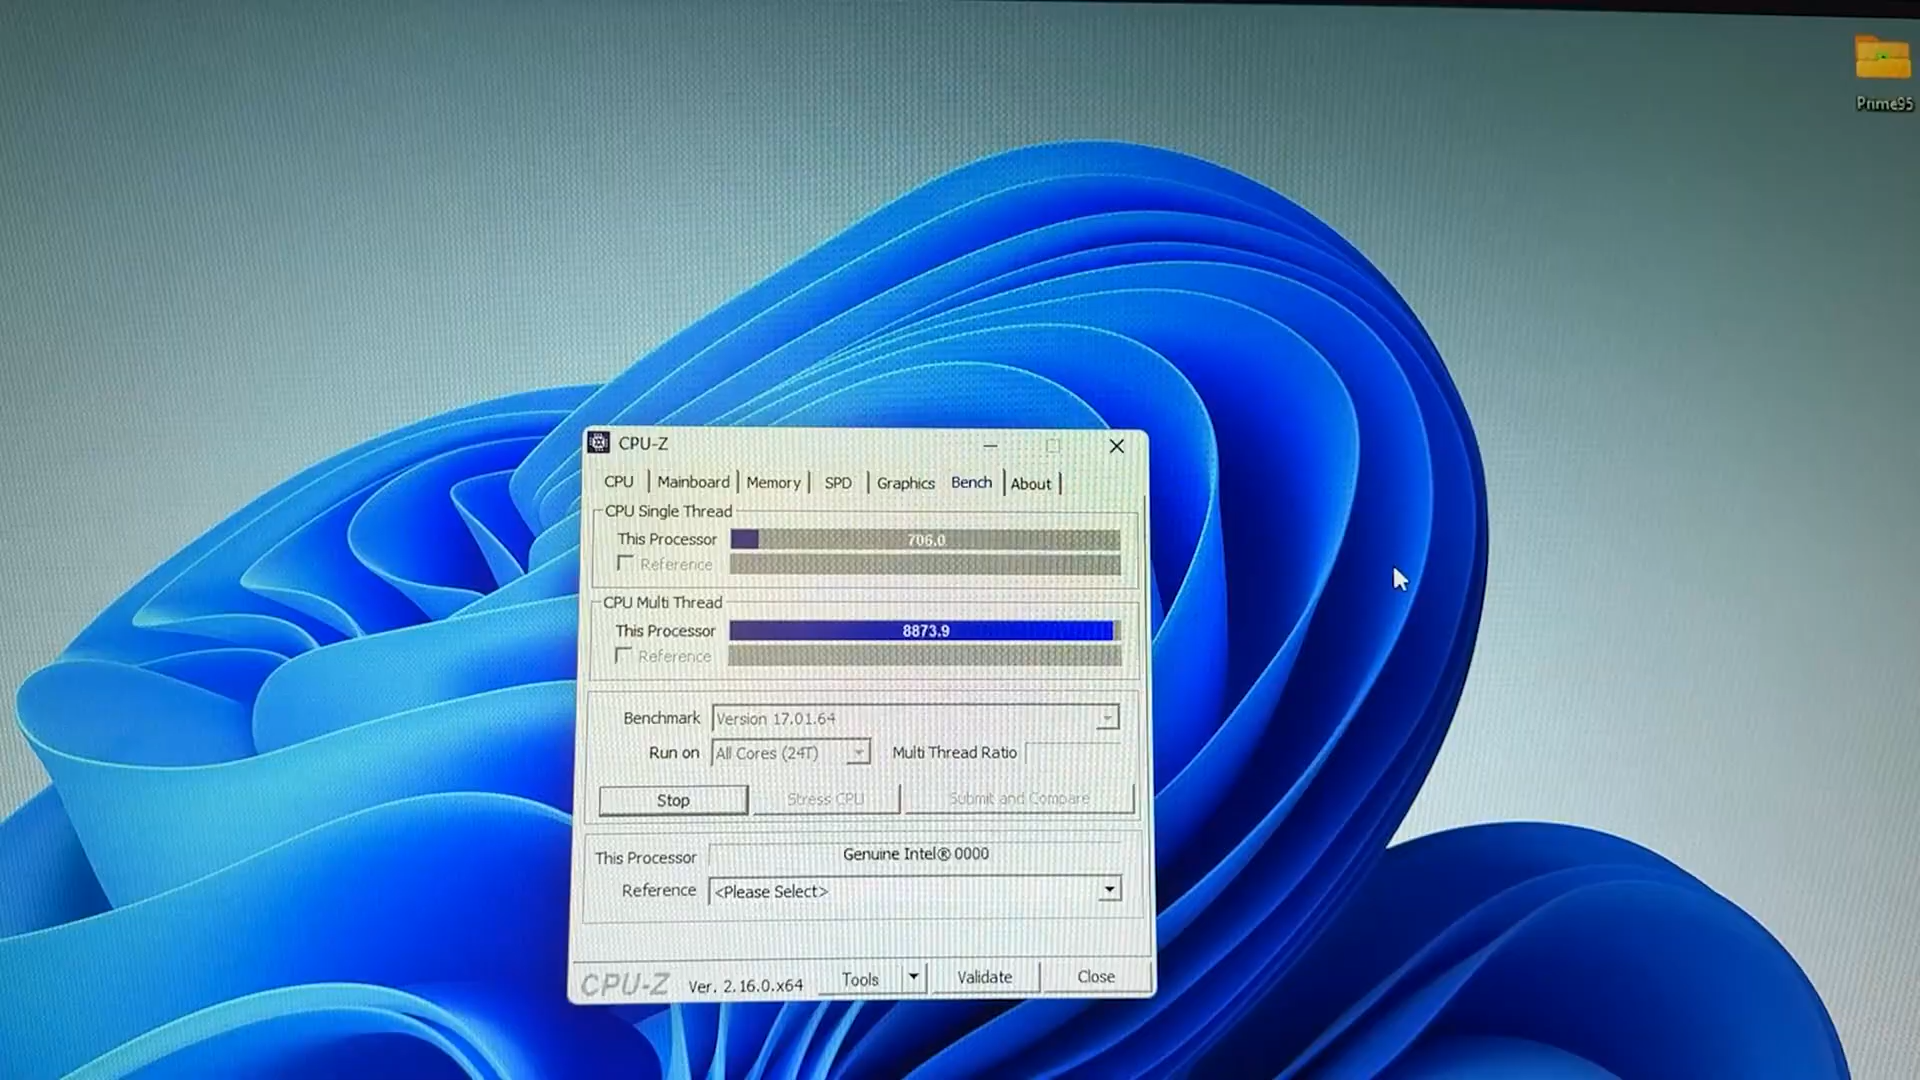 Prime95
CPU-Z
CPU Mainboard Memory SPD Graphics Bench About
CPU Single Thread
This Processor 706.0
Reference
CPU Multi Thread
This Processor 8873.9
Reference
Benchmark Version 17.01.64
Run on All Cores (24T) Multi Thread Ratio
Stop Stress CPU Submit and Compare
This Processor Genuine Intel® 0000
Reference <Please Select>
CPU-Z Ver. 2.16.0.x64 Tools Validate Close